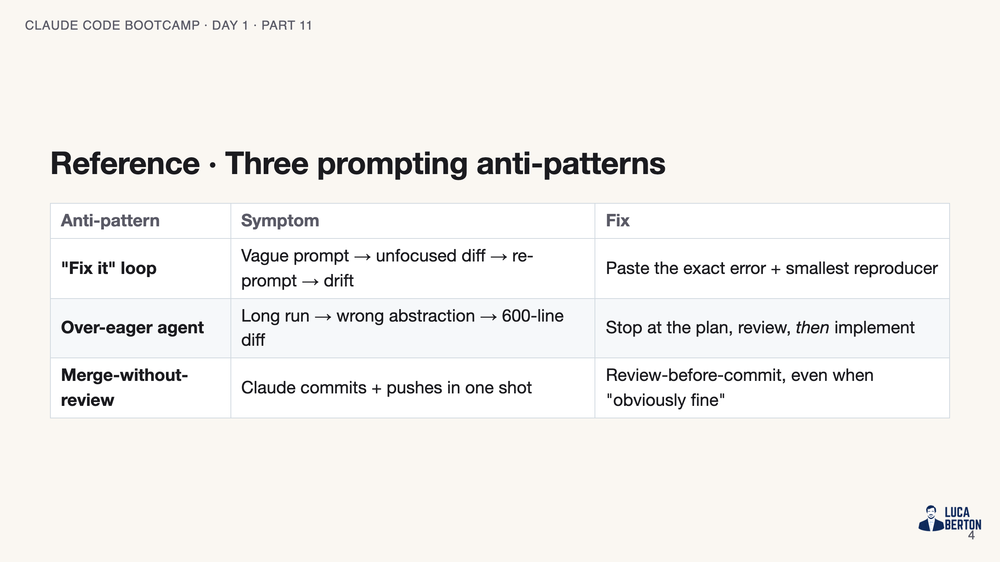 CLAUDE CODE BOOTCAMP · DAY 1 · PART 11
Reference · Three prompting anti-patterns
Anti-pattern
Symptom
Fix
"Fix it" loop
Vague prompt → unfocused diff → re-
prompt → drift
Paste the exact error + smallest reproducer
Over-eager agent
Long run → wrong abstraction → 600-line
diff
Stop at the plan, review, then implement
Merge-without-
review
Claude commits + pushes in one shot
Review-before-commit, even when
"obviously fine"
LUCA
BERTON
4